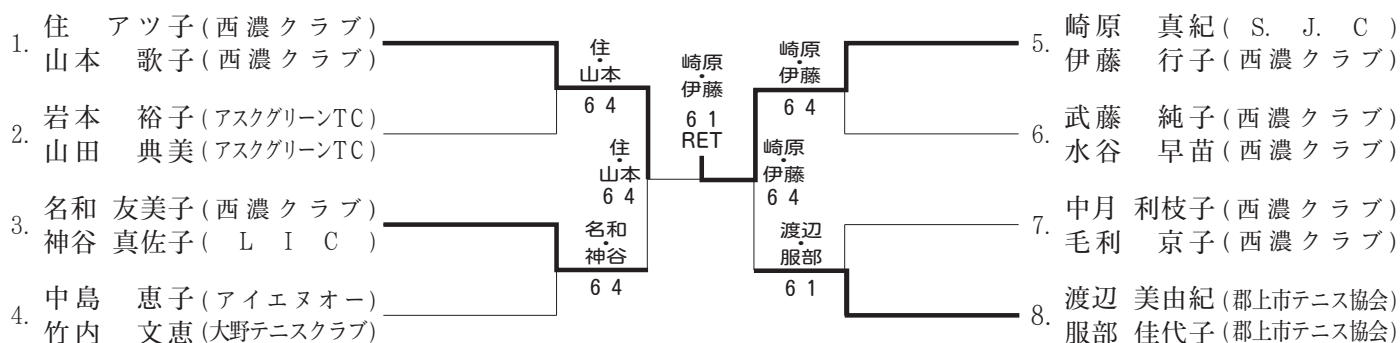 1. 住 アツ子(西濃クラブ)
山本 歌子(西濃クラブ)
2. 岩本 裕子(アスクグリーンTC)
山田 典美(アスクグリーンTC)
3. 名和 友美子(西濃クラブ)
神谷 真佐子(LIC)
4. 中島 恵子(アイエヌオー)
竹内 文恵(大野テニスクラブ)
住・山本
6 4
名和・神谷
6 4
住・山本
6 4
崎原・伊藤
6 1
RET
崎原・伊藤
6 4
崎原・伊藤
6 4
渡辺・服部
6 1
5. 崎原 真紀(S. J. C)
伊藤 行子(西濃クラブ)
6. 武藤 純子(西濃クラブ)
水谷 早苗(西濃クラブ)
7. 中月 利枝子(西濃クラブ)
毛利 京子(西濃クラブ)
8. 渡辺 美由紀(郡上市テニス協会)
服部 佳代子(郡上市テニス協会)